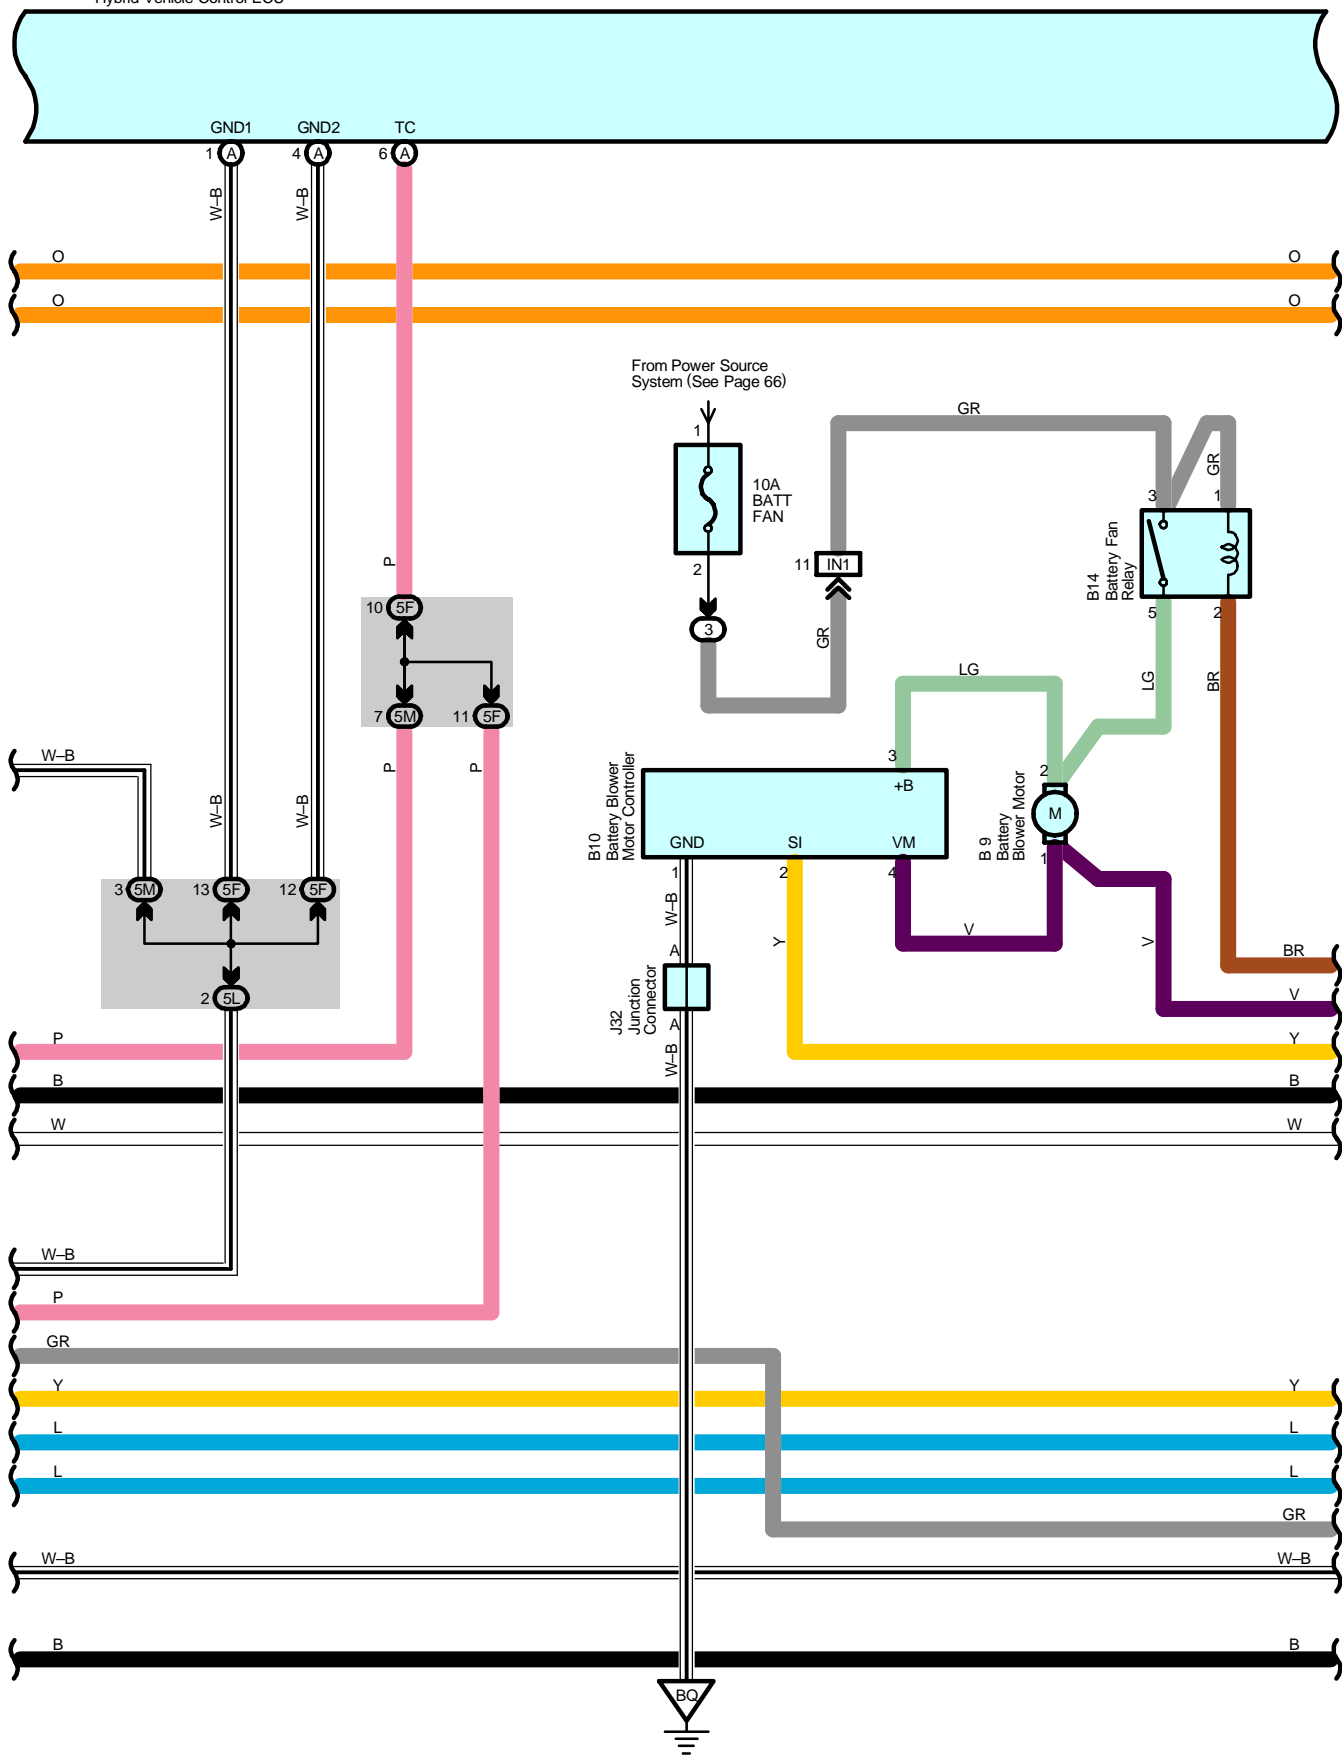 Hybrid Vehicle Control ECU
GND1 GND2 TC
1 A 4 A 6 A
W–B W–B
O O
O O
From Power Source
System (See Page 66)
GR
1
10A
BATT
FAN
GR
3 1
2
11 IN1
P
B14
Battery Fan
Relay
10 5F
3
5 2
GR
LG
LG
BR
7 5M 11 5F
W–B
P P
3
2
+B
B10
Battery Blower
Motor Controller
GND SI VM
B 9
Battery
Blower Motor
M
W–B W–B
1 2 4
1
3 5M 13 5F 12 5F
W–B
Y
V
V
A
BR
2 5L
J32
Junction
Connector
V
A
P
W–B
Y
B B
W W
W–B
P
GR
Y Y
L L
L L
GR
W–B W–B
B B
BQ